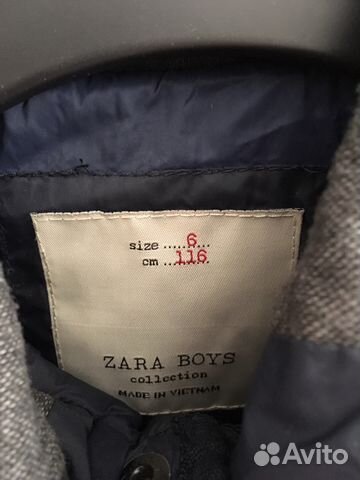 size ..... 6 ...
cm ..116..
ZARA BOYS
collection
MADE IN VIETNAM
Avito